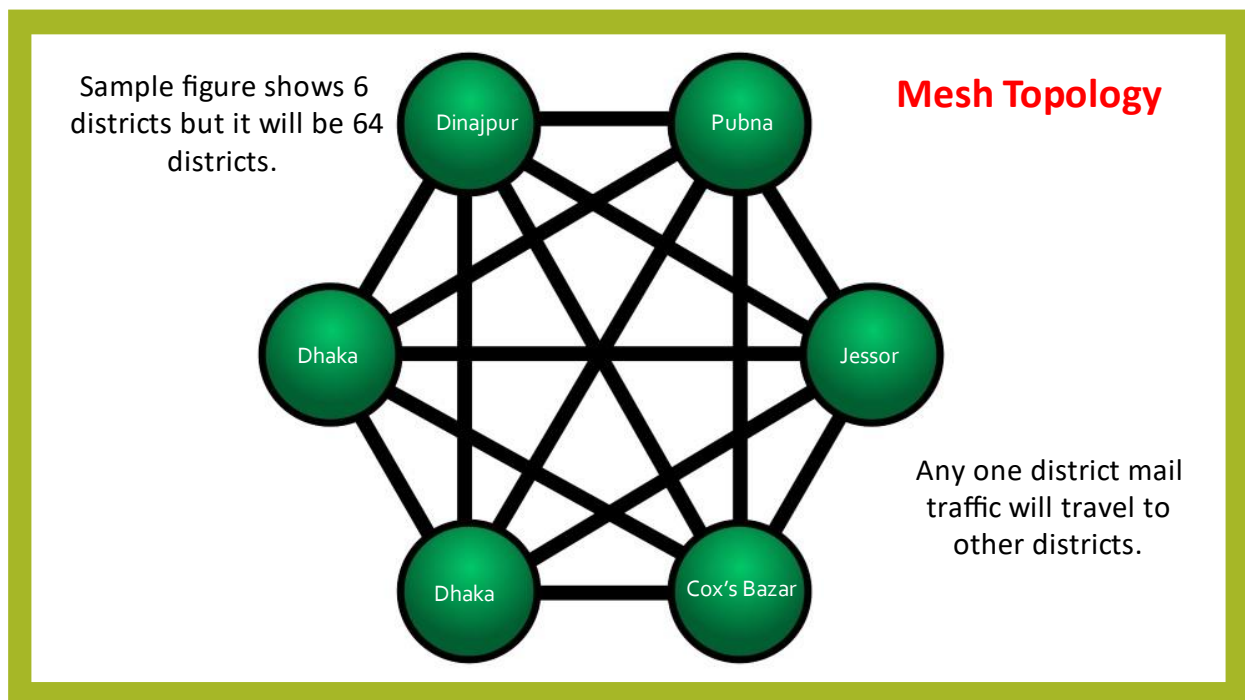 Sample figure shows 6
districts but it will be 64
districts.
Mesh Topology
Dinajpur
Pubna
Dhaka
Jessor
Dhaka
Cox's Bazar
Any one district mail
traffic will travel to
other districts.